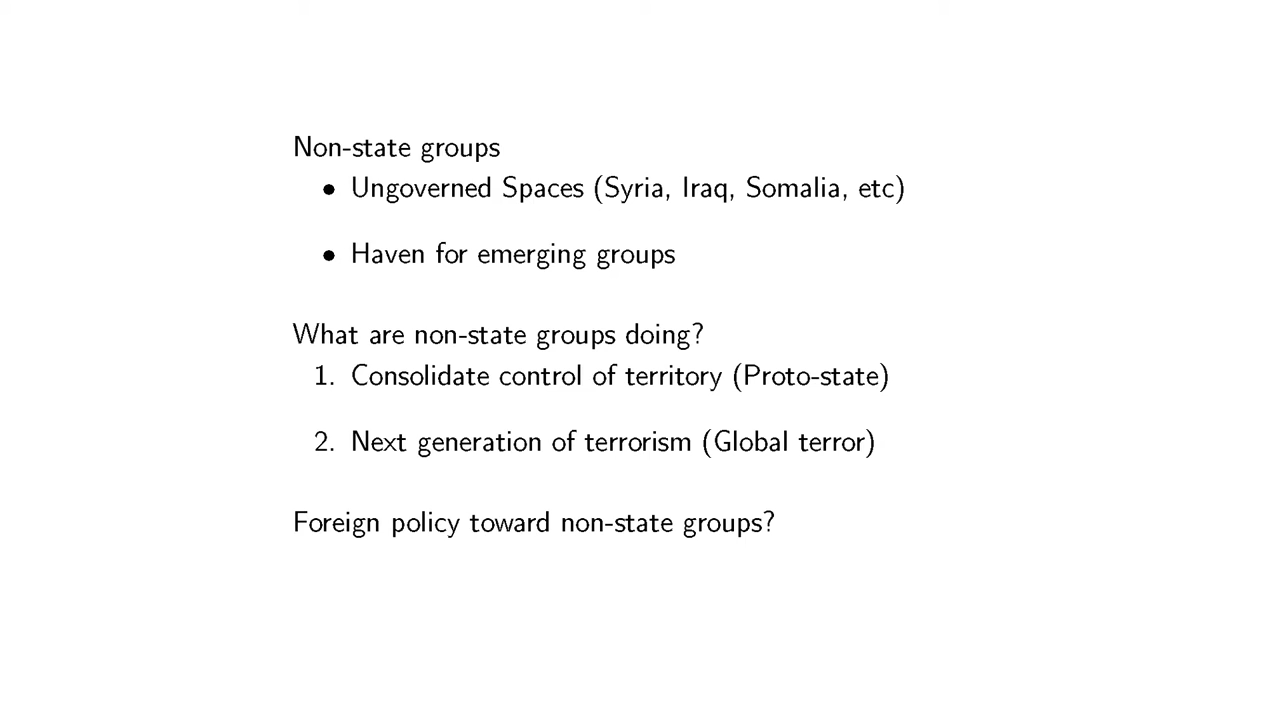 Non-state groups
• Ungoverned Spaces (Syria, Iraq, Somalia, etc)
• Haven for emerging groups
What are non-state groups doing?
1. Consolidate control of territory (Proto-state)
2. Next generation of terrorism (Global terror)
Foreign policy toward non-state groups?